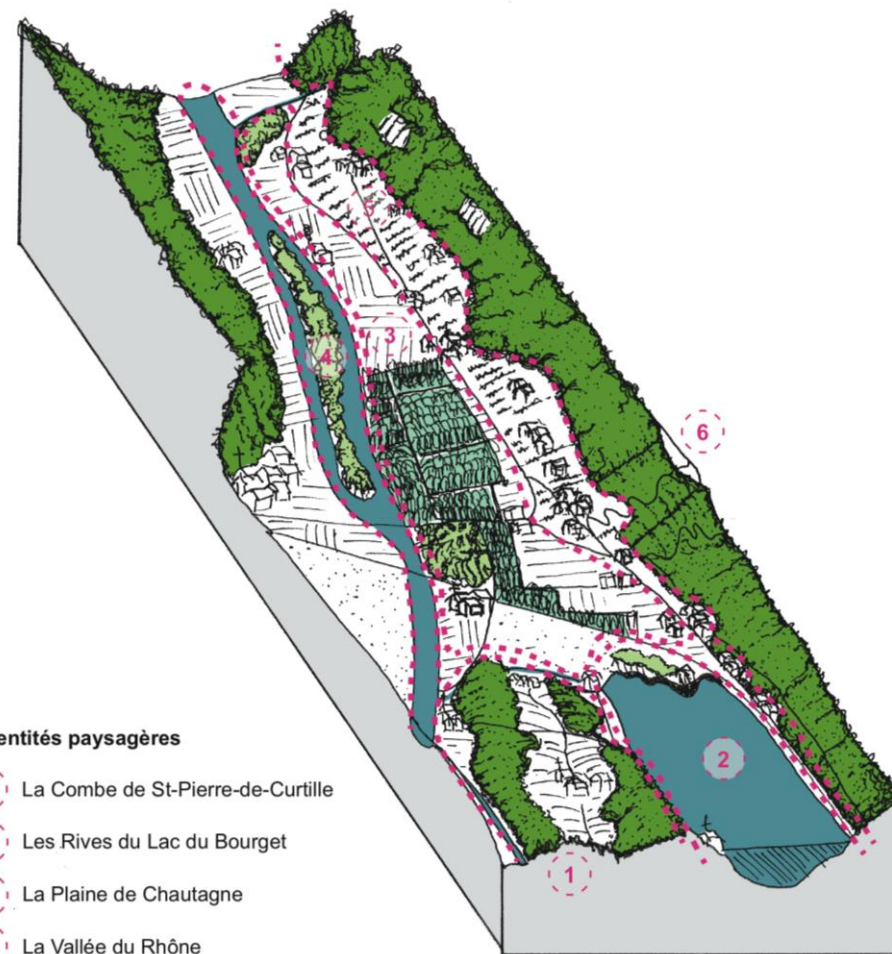 5
3
4
6
entités paysagères
La Combe de St-Pierre-de-Curtille
2
Les Rives du Lac du Bourget
1
La Plaine de Chautagne
La Vallée du Rhône